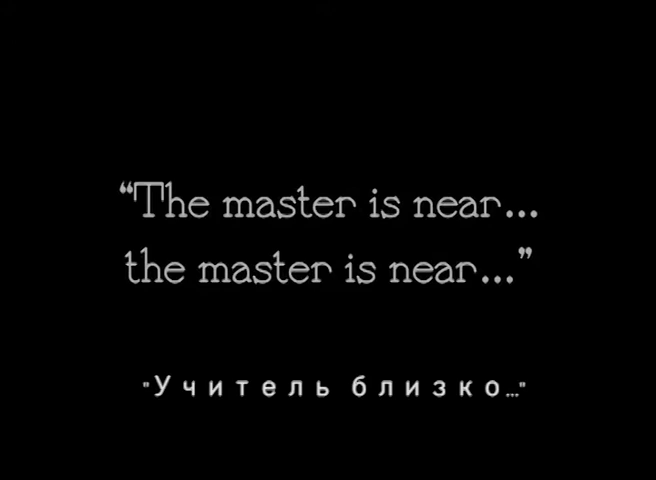 “The master is near...
the master is near...”
"Учитель близко..."